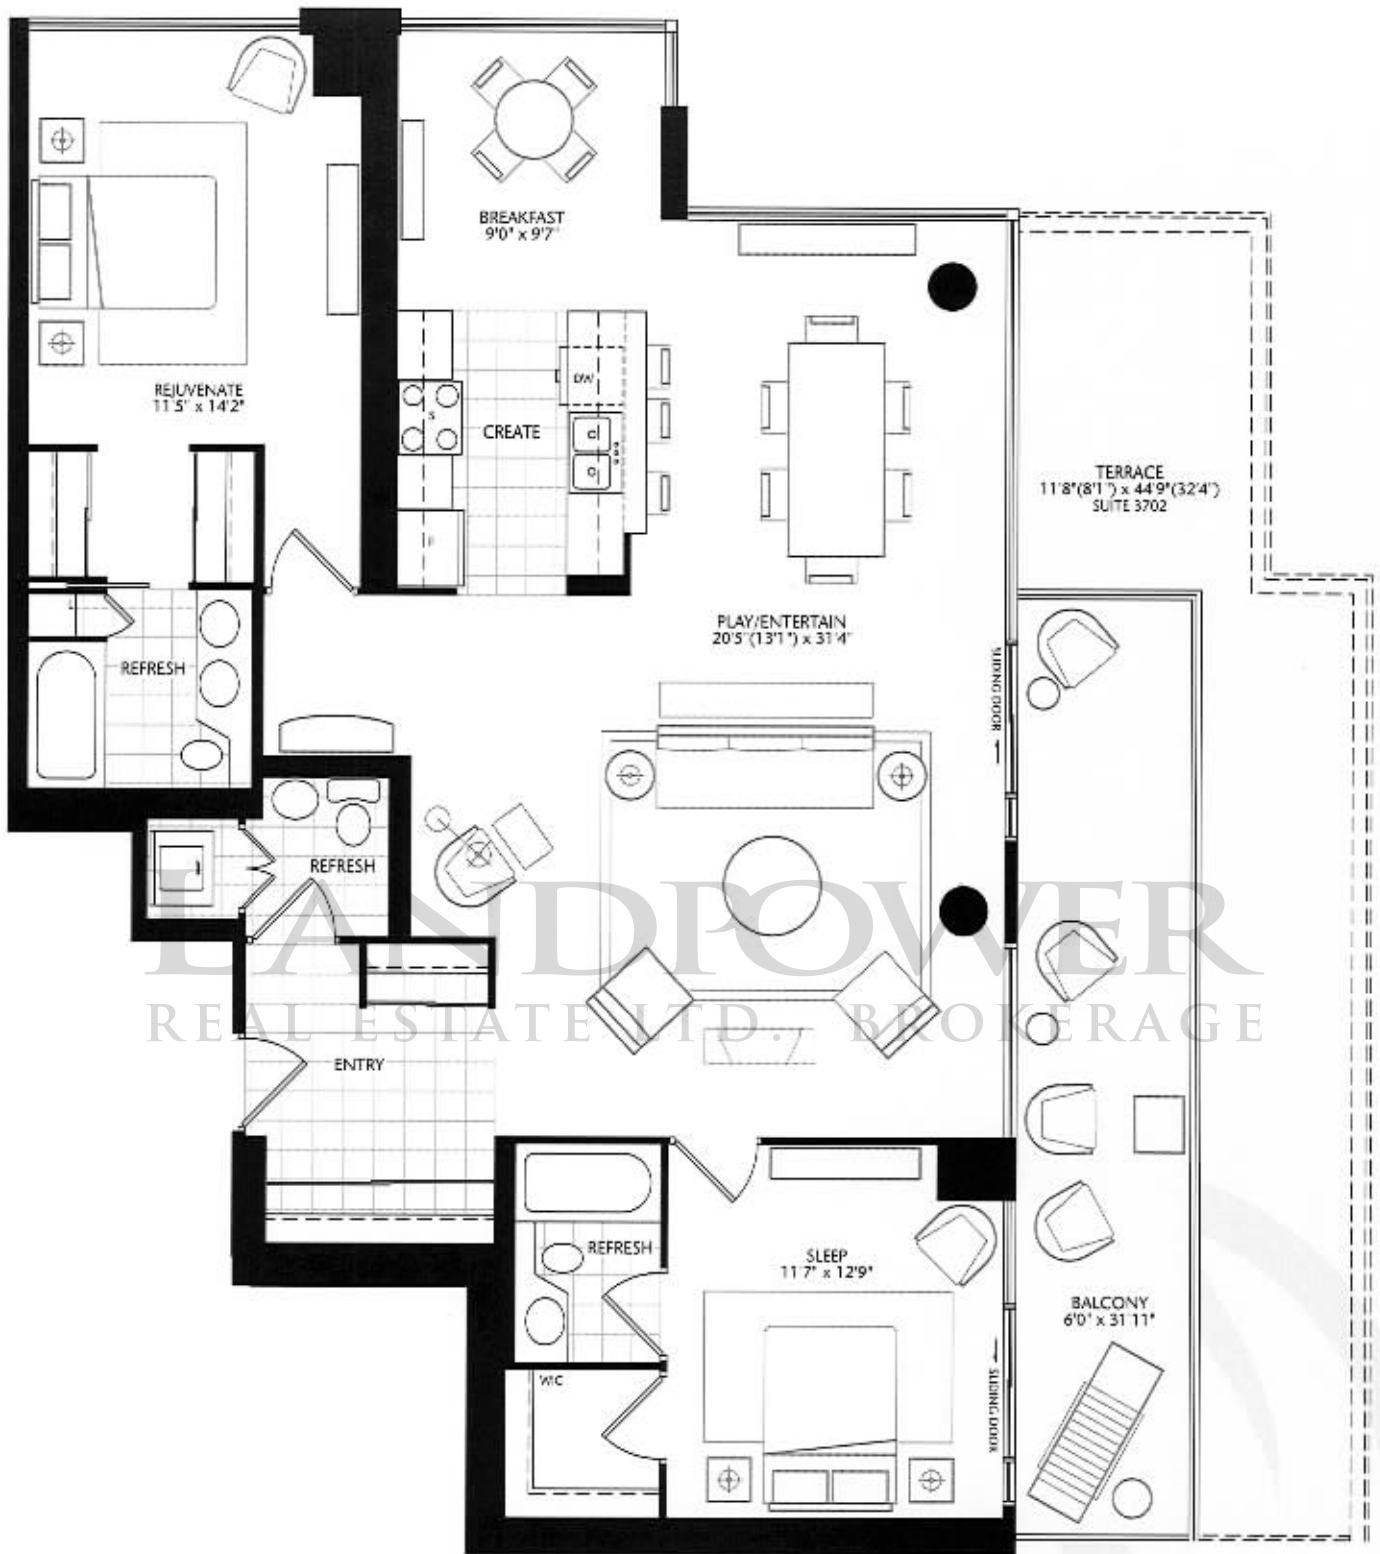 BREAKFAST
9'0" x 9'7"
REJUVENATE
11'5" x 14'2"
DW
S
CREATE
F
TERRACE
11'8"(8'1") x 44'9"(32'4")
SUITE 3702
PLAY/ENTERTAIN
20'5"(13'1") x 31'4"
SLIDING DOOR
REFRESH
REFRESH
LANDPOWER
REAL ESTATE LTD. BROKERAGE
ENTRY
REFRESH
SLEEP
11'7" x 12'9"
BALCONY
6'0" x 31'11"
WIC
SLIDING DOOR